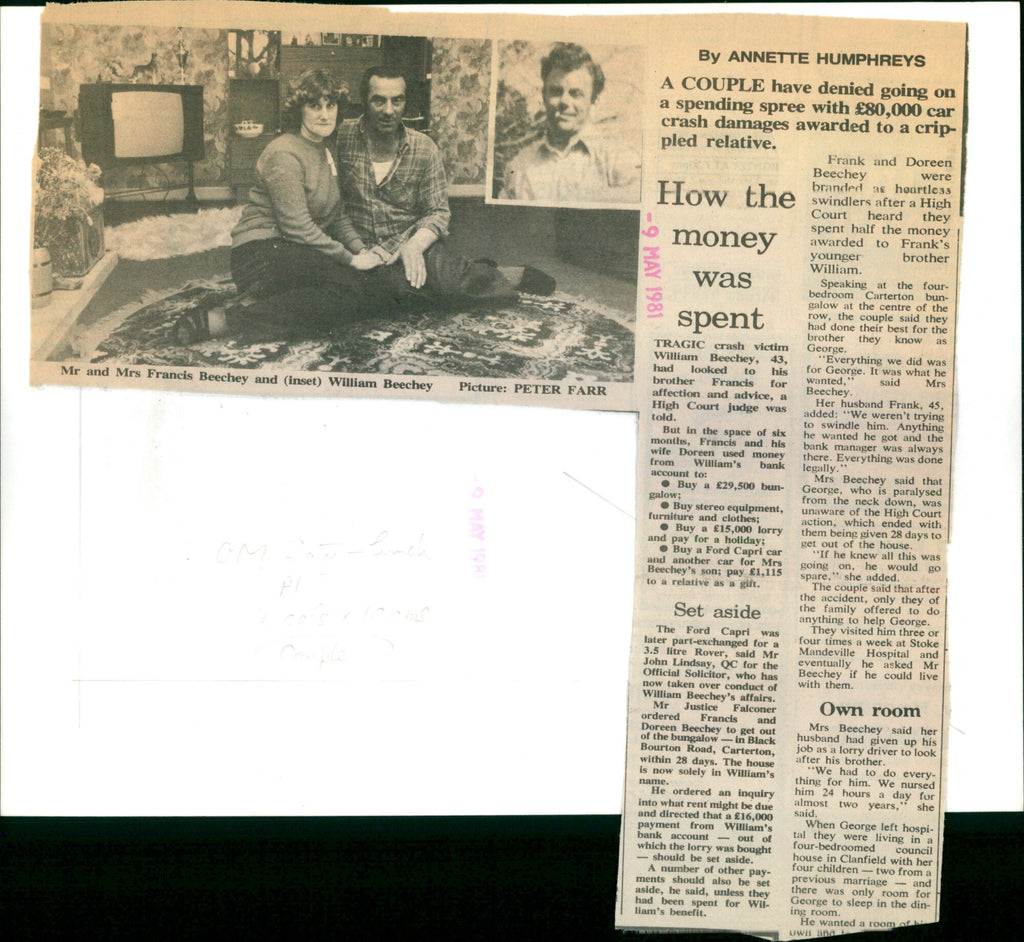 Mr and Mrs Francis Beechey and (inset) William Beechey Picture: PETER FARR
- 9 MAY 1981
- 9 MAY 1981
P1
By ANNETTE HUMPHREYS
A COUPLE have denied going on
a spending spree with £80,000 car
crash damages awarded to a crip-
pled relative.
How the
money
was
spent
TRAGIC crash victim
William Beechey, 43,
had looked to his
brother Francis for
affection and advice, a
High Court judge was
told.
But in the space of six
months, Francis and his
wife Doreen used money
from William's bank
account to:
● Buy a £29,500 bun-
galow;
● Buy stereo equipment,
furniture and clothes;
● Buy a £15,000 lorry
and pay for a holiday;
● Buy a Ford Capri car
and another car for Mrs
Beechey's son; pay £1,115
to a relative as a gift.
Set aside
The Ford Capri was
later part-exchanged for a
3.5 litre Rover, said Mr
John Lindsay, QC for the
Official Solicitor, who has
now taken over conduct of
William Beechey's affairs.
Mr Justice Falconer
ordered Francis and
Doreen Beechey to get out
of the bungalow — in Black
Bourton Road, Carterton,
within 28 days. The house
is now solely in William's
name.
He ordered an inquiry
into what rent might be due
and directed that a £16,000
payment from William's
bank account — out of
which the lorry was bought
— should be set aside.
A number of other pay-
ments should also be set
aside, he said, unless they
had been spent for Wil-
liam's benefit.
Frank and Doreen
Beechey were
branded as heartless
swindlers after a High
Court heard they
spent half the money
awarded to Frank's
younger brother
William.
Speaking at the four-
bedroom Carterton bun-
galow at the centre of the
row, the couple said they
had done their best for the
brother they know as
George.
"Everything we did was
for George. It was what he
wanted," said Mrs
Beechey.
Her husband Frank, 45,
added: "We weren't trying
to swindle him. Anything
he wanted he got and the
bank manager was always
there. Everything was done
legally."
Mrs Beechey said that
George, who is paralysed
from the neck down, was
unaware of the High Court
action, which ended with
them being given 28 days to
get out of the house.
"If he knew all this was
going on, he would go
spare," she added.
The couple said that after
the accident, only they of
the family offered to do
anything to help George.
They visited him three or
four times a week at Stoke
Mandeville Hospital and
eventually he asked Mr
Beechey if he could live
with them.
Own room
Mrs Beechey said her
husband had given up his
job as a lorry driver to look
after his brother.
"We had to do every-
thing for him. We nursed
him 24 hours a day for
almost two years," she
said.
When George left hospi-
tal they were living in a
four-bedroomed council
house in Clanfield with her
four children — two from a
previous marriage — and
there was only room for
George to sleep in the din-
ing room.
He wanted a room of his
own and